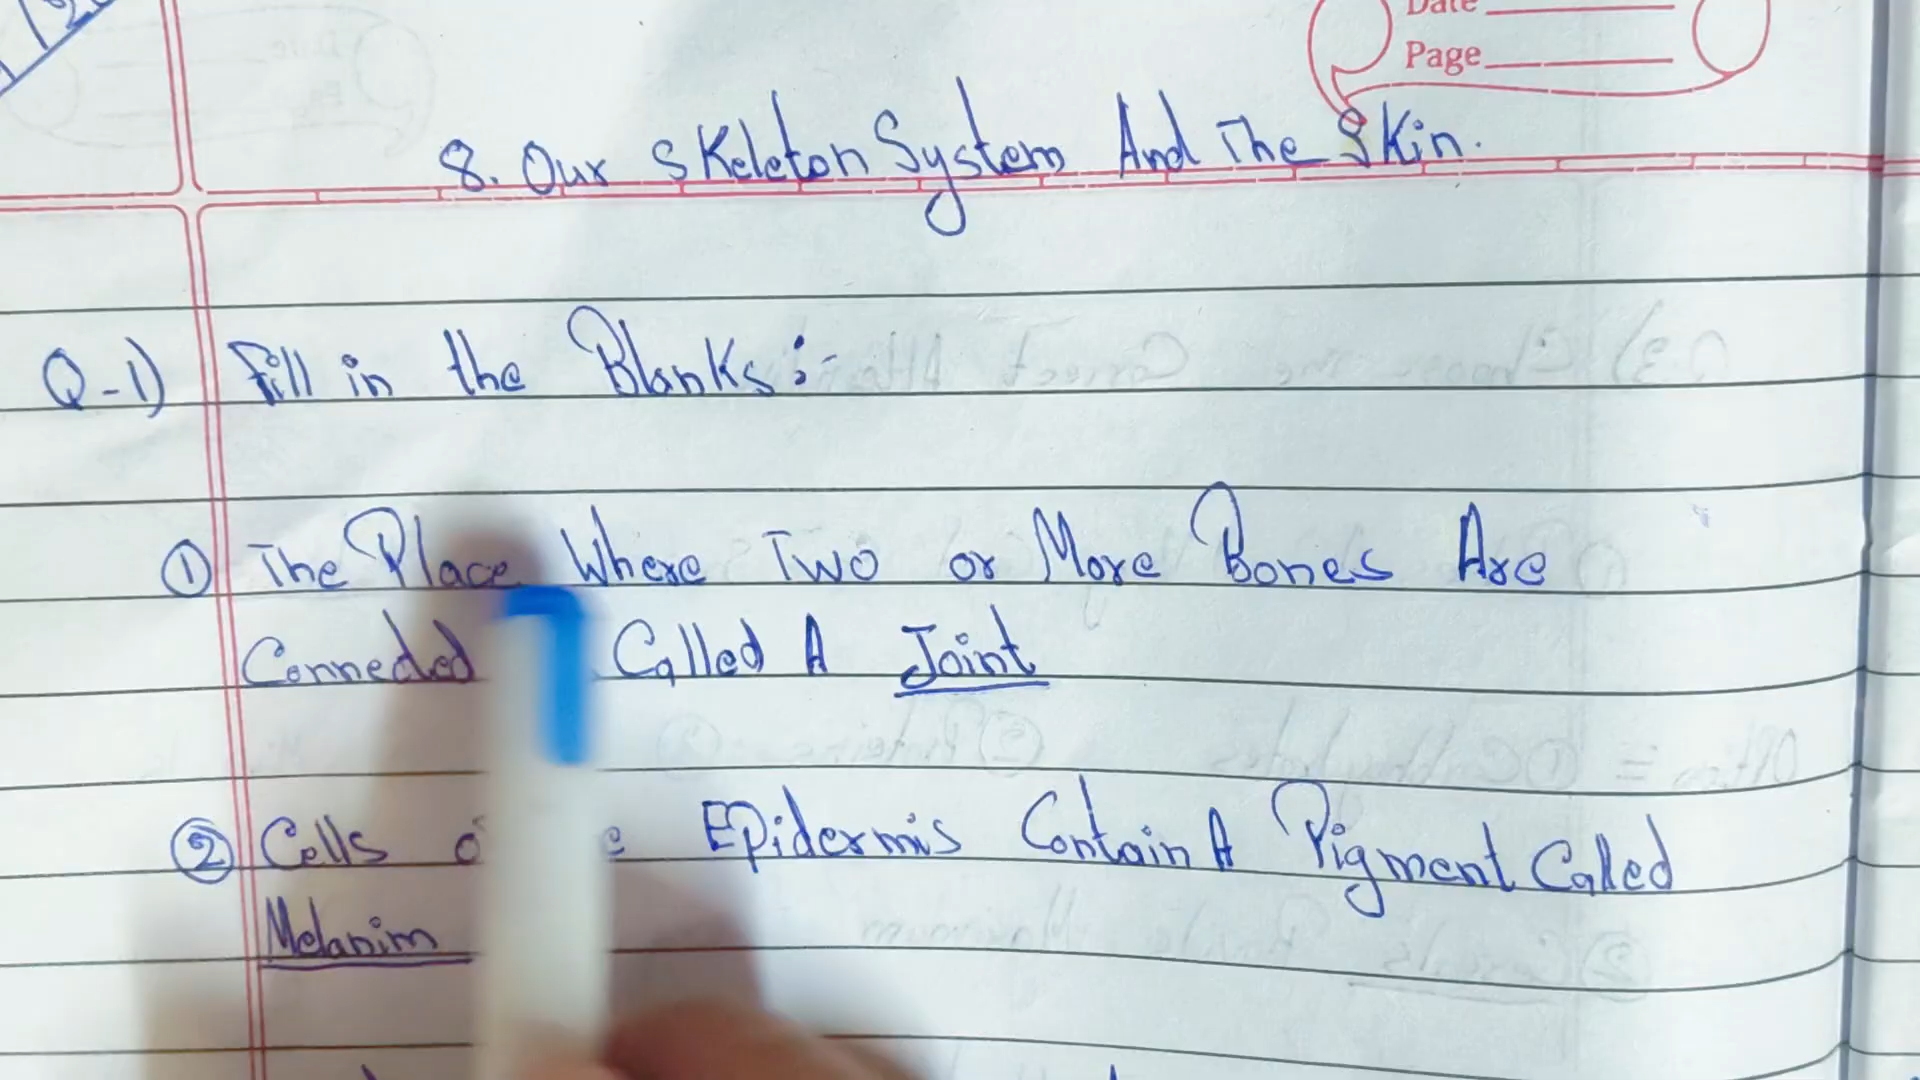 Date
Page
8. Our Skeleton System And The Skin.
Q-1) Fill in the Blanks:-
① The Place Where Two or More Bones Are
Conneded Called A Joint
② Cells Epidermis Contain A Pigment Called
Melanim